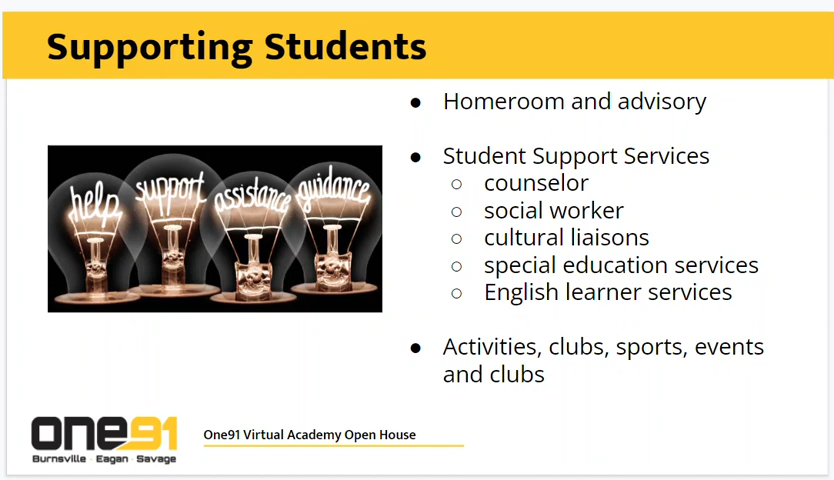 Supporting Students
help
support
assistance
guidance
● Homeroom and advisory
● Student Support Services
○ counselor
○ social worker
○ cultural liaisons
○ special education services
○ English learner services
● Activities, clubs, sports, events
and clubs
one91
Burnsville · Eagan · Savage
One91 Virtual Academy Open House